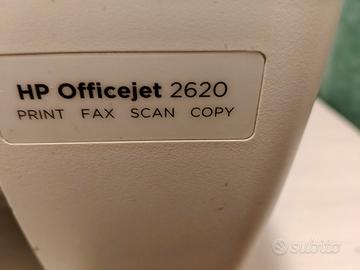 HP Officejet 2620
PRINT FAX SCAN COPY
subito